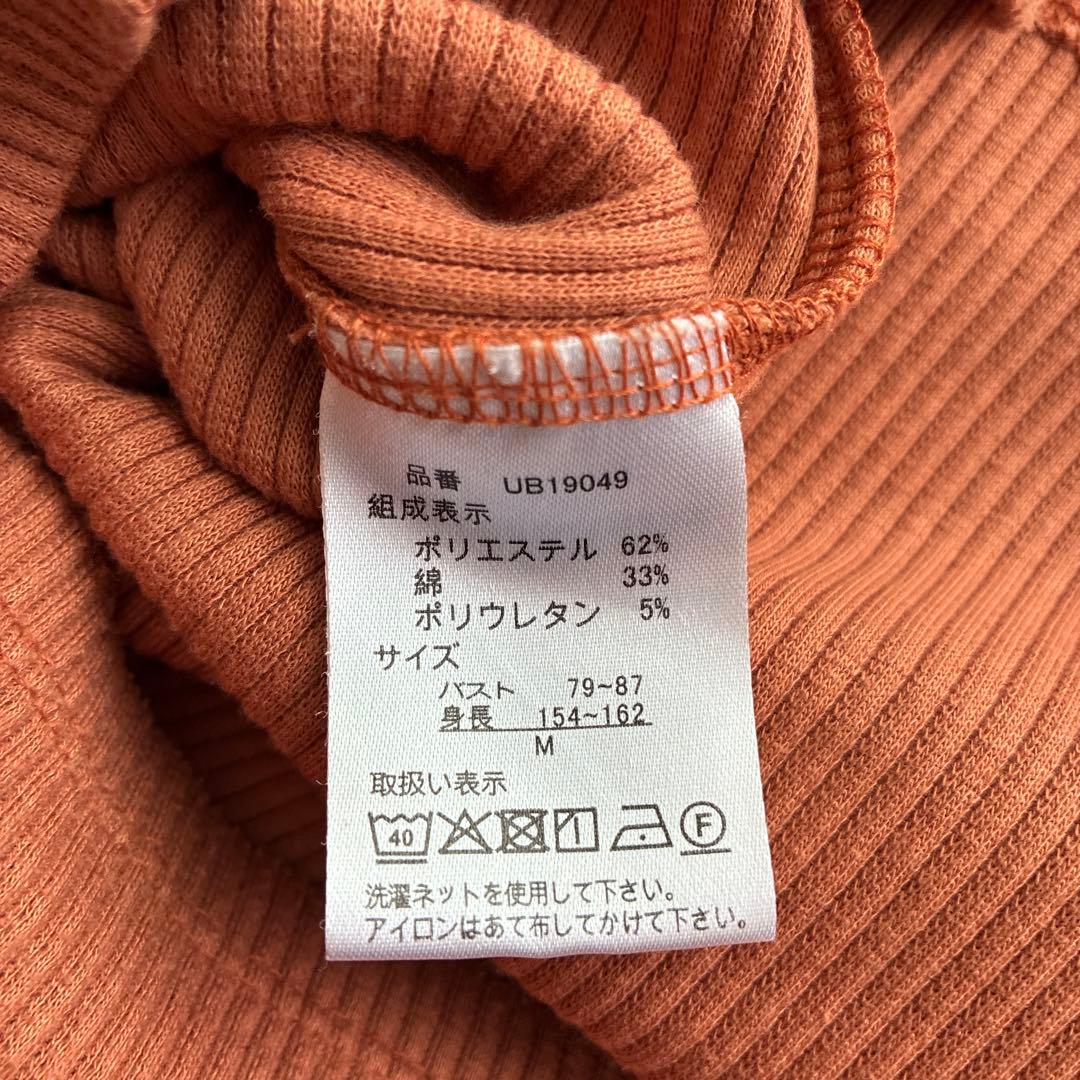 品番 UB19049
組成表示
ポリエステル 62%
綿 33%
ポリウレタン 5%
サイズ
バスト 79~87
身長 154~162
M
取扱い表示
40 F
洗濯ネットを使用して下さい。
アイロンはあて布してかけて下さい。